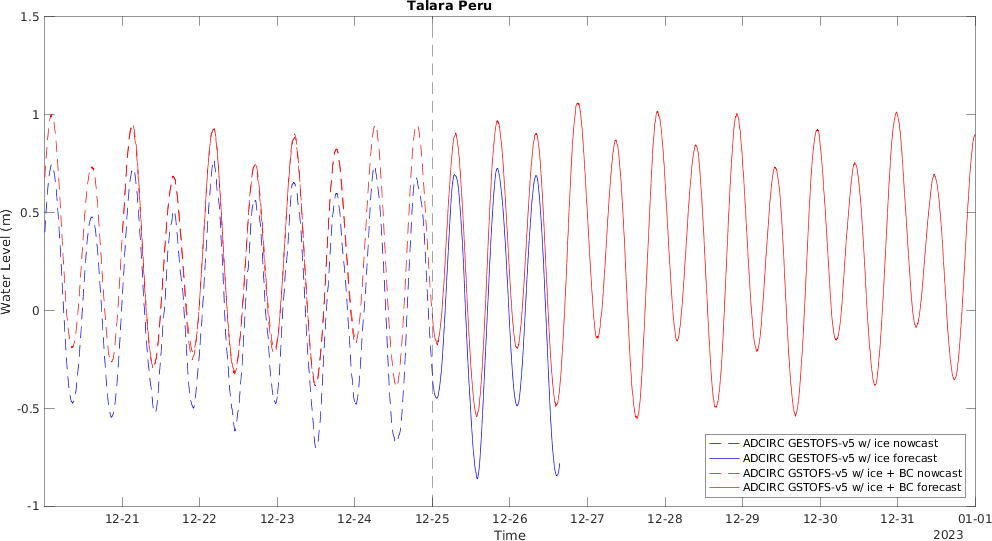 Talara Peru
1.5
1
0.5
0
-0.5
-1
Water Level (m)
12-21 12-22 12-23 12-24 12-25 12-26 12-27 12-28 12-29 12-30 12-31 01-01
Time
2023
ADCIRC GESTOFS-v5 w/ ice nowcast
ADCIRC GESTOFS-v5 w/ ice forecast
ADCIRC GSTOFS-v5 w/ ice + BC nowcast
ADCIRC GSTOFS-v5 w/ ice + BC forecast